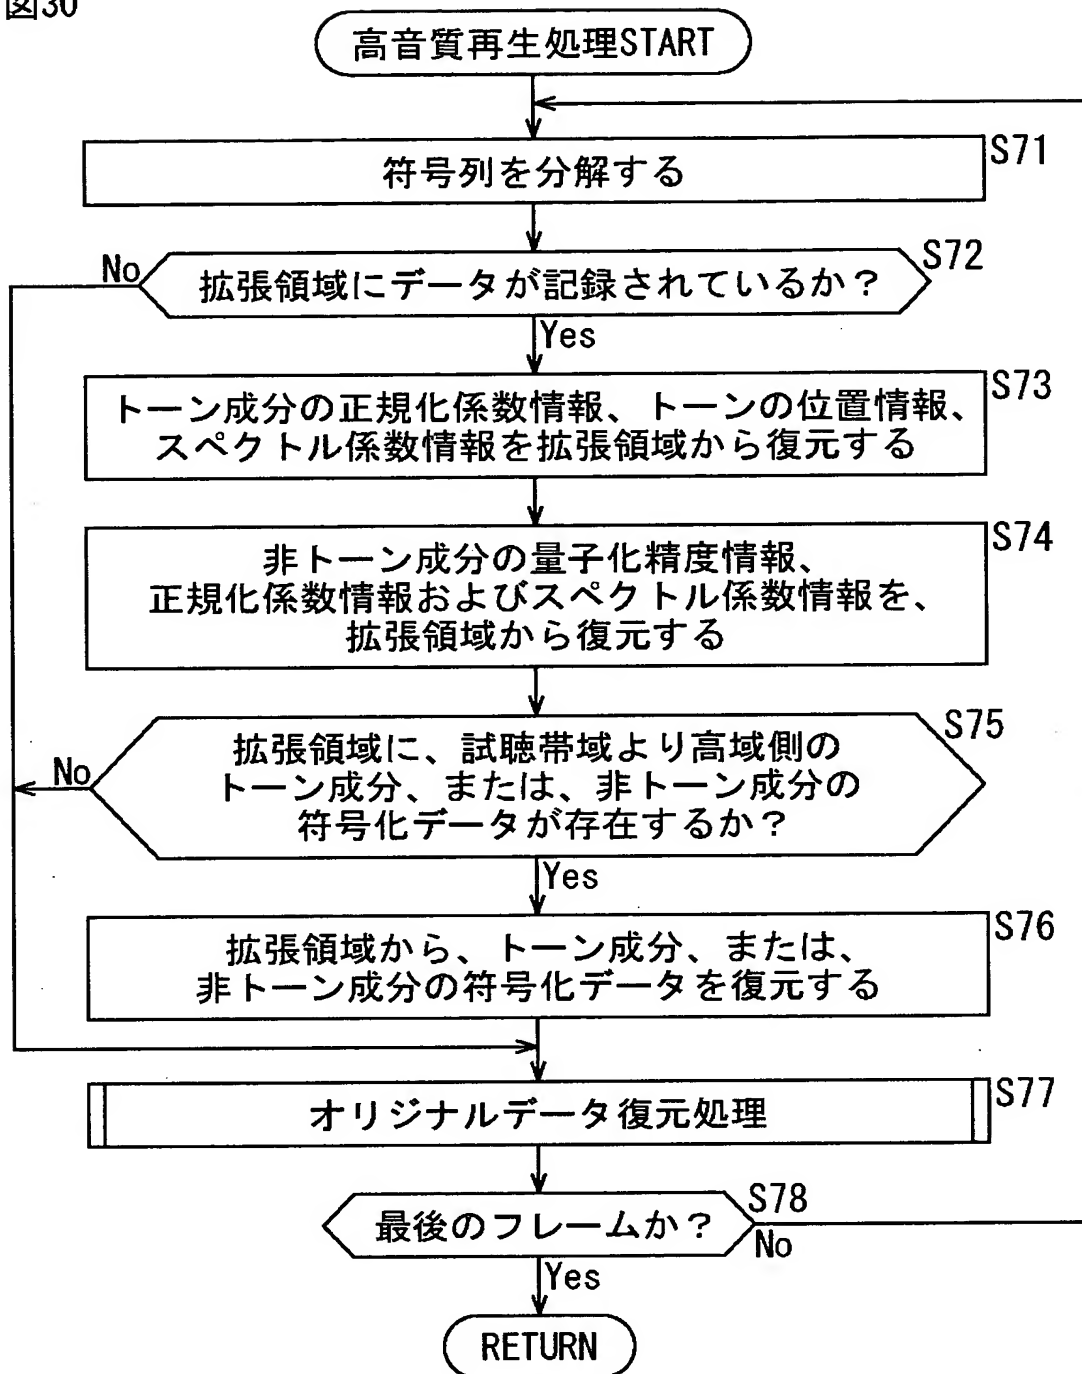 図30
高音質再生処理START
符号列を分解する
S71
拡張領域にデータが記録されているか？
S72
No
Yes
トーン成分の正規化係数情報、トーンの位置情報、
スペクトル係数情報を拡張領域から復元する
S73
非トーン成分の量子化精度情報、
正規化係数情報およびスペクトル係数情報を、
拡張領域から復元する
S74
拡張領域に、試聴帯域より高域側の
トーン成分、または、非トーン成分の
符号化データが存在するか？
S75
No
Yes
拡張領域から、トーン成分、または、
非トーン成分の符号化データを復元する
S76
オリジナルデータ復元処理
S77
最後のフレームか？
S78
No
Yes
RETURN